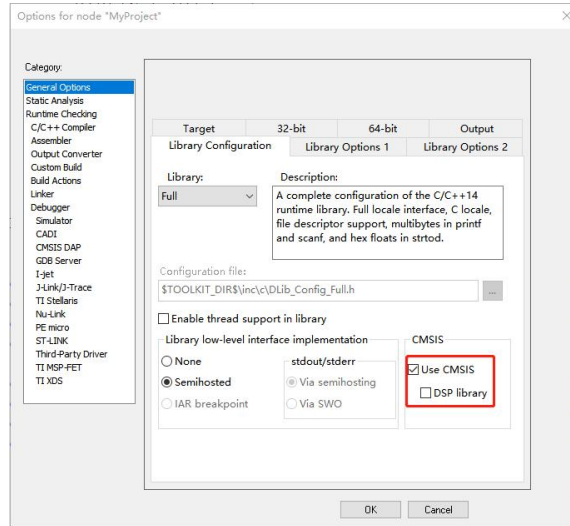 Options for node "MyProject"
Category:
General Options
Static Analysis
Runtime Checking
C/C++ Compiler
Assembler
Output Converter
Custom Build
Build Actions
Linker
Debugger
Simulator
CADI
CMSIS DAP
GDB Server
I-jet
J-Link/J-Trace
TI Stellaris
Nu-Link
PE micro
ST-LINK
Third-Party Driver
TI MSP-FET
TI XDS
Target 32-bit 64-bit Output
Library Configuration Library Options 1 Library Options 2
Library: Description:
Full
A complete configuration of the C/C++14
runtime library. Full locale interface, C locale,
file descriptor support, multibytes in printf
and scanf, and hex floats in strtod.
Configuration file:
$TOOLKIT_DIR$\inc\c\DLib_Config_Full.h
...
Enable thread support in library
Library low-level interface implementation CMSIS
None stdout/stderr
Use CMSIS
Semihosted Via semihosting
DSP library
IAR breakpoint Via SWO
OK Cancel